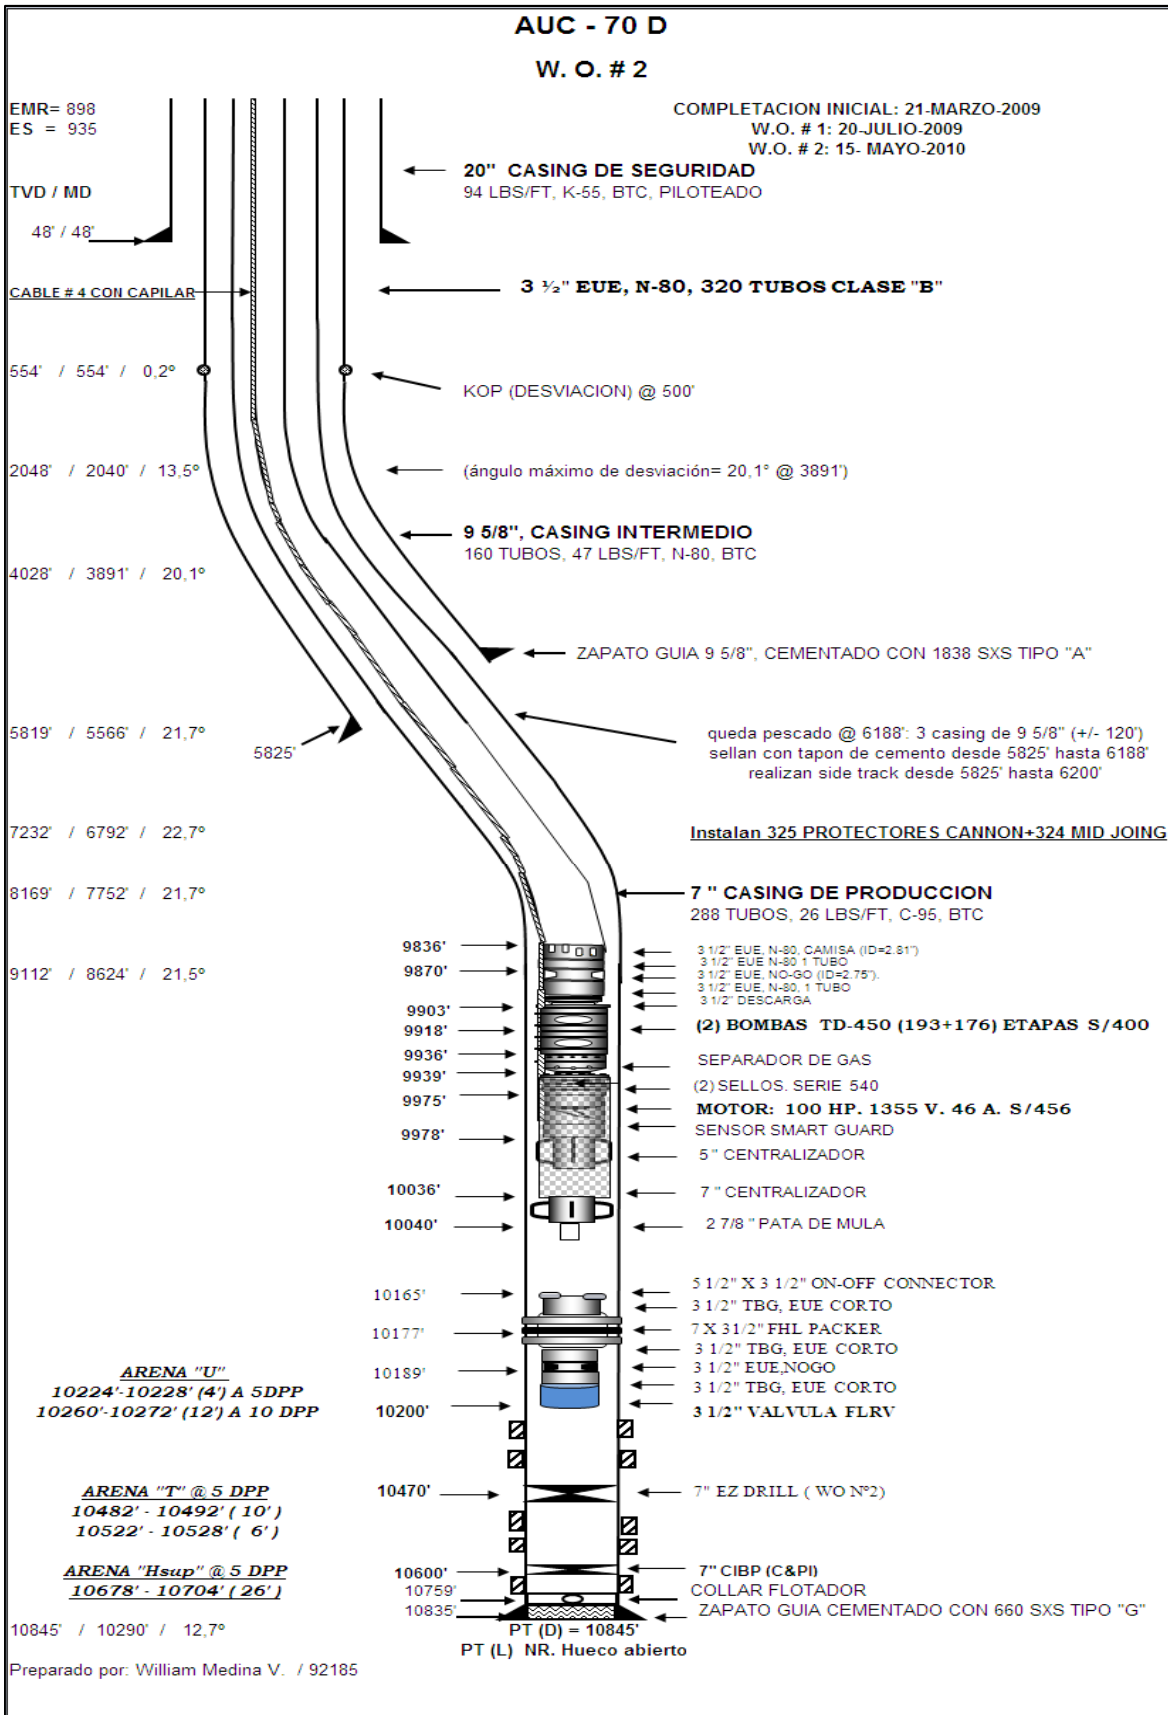 AUC - 70 D
W. O. # 2
EMR= 898
ES = 935
COMPLETACION INICIAL: 21-MARZO-2009
W.O. # 1: 20-JULIO-2009
W.O. # 2: 15- MAYO-2010
20" CASING DE SEGURIDAD
94 LBS/FT, K-55, BTC, PILOTEADO
TVD / MD
48' / 48'
CABLE # 4 CON CAPILAR
3 ½" EUE, N-80, 320 TUBOS CLASE "B"
554' / 554' / 0,2º
KOP (DESVIACION) @ 500'
2048' / 2040' / 13,5º
(ángulo máximo de desviación= 20,1° @ 3891')
9 5/8", CASING INTERMEDIO
160 TUBOS, 47 LBS/FT, N-80, BTC
4028' / 3891' / 20,1º
ZAPATO GUIA 9 5/8", CEMENTADO CON 1838 SXS TIPO "A"
5819' / 5566' / 21,7º
5825'
queda pescado @ 6188': 3 casing de 9 5/8" (+/- 120')
sellan con tapon de cemento desde 5825' hasta 6188'
realizan side track desde 5825' hasta 6200'
7232' / 6792' / 22,7º
Instalan 325 PROTECTORES CANNON+324 MID JOING
8169' / 7752' / 21,7º
7 " CASING DE PRODUCCION
288 TUBOS, 26 LBS/FT, C-95, BTC
9836'
3 1/2" EUE, N-80, CAMISA (ID=2.81")
3 1/2" EUE N-80 1 TUBO
9870'
3 1/2" EUE, NO-GO (ID=2.75").
9112' / 8624' / 21,5º
3 1/2" EUE, N-80, 1 TUBO
3 1/2" DESCARGA
9903'
9918'
(2) BOMBAS TD-450 (193+176) ETAPAS S/400
9936'
SEPARADOR DE GAS
9939'
(2) SELLOS. SERIE 540
9975'
MOTOR: 100 HP. 1355 V. 46 A. S/456
SENSOR SMART GUARD
9978'
5 " CENTRALIZADOR
10036'
7 " CENTRALIZADOR
10040'
2 7/8 " PATA DE MULA
10165'
5 1/2" X 3 1/2" ON-OFF CONNECTOR
3 1/2" TBG, EUE CORTO
10177'
7 X 31/2" FHL PACKER
3 1/2" TBG, EUE CORTO
10189'
3 1/2" EUE,NOGO
3 1/2" TBG, EUE CORTO
ARENA "U"
10224'-10228' (4') A 5DPP
10260'-10272' (12') A 10 DPP
10200'
3 1/2" VALVULA FLRV
ARENA "T" @ 5 DPP
10482' - 10492' ( 10' )
10522' - 10528' ( 6' )
10470'
7" EZ DRILL ( WO Nº2)
ARENA "Hsup" @ 5 DPP
10678' - 10704' ( 26' )
10600'
7" CIBP (C&PI)
10759'
COLLAR FLOTADOR
10835'
ZAPATO GUIA CEMENTADO CON 660 SXS TIPO "G"
10845' / 10290' / 12,7º
PT (D) = 10845'
PT (L) NR. Hueco abierto
Preparado por: William Medina V. / 92185